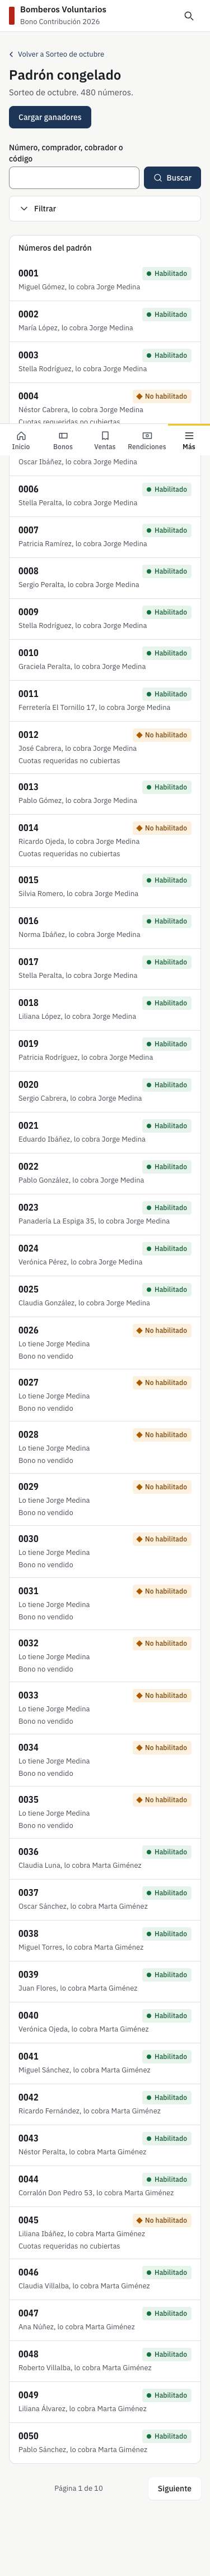 Bomberos Voluntarios
Bono Contribución 2026
Volver a Sorteo de octubre
Padrón congelado
Sorteo de octubre. 480 números.
Cargar ganadores
Número, comprador, cobrador o
código
Buscar
Filtrar
Números del padrón
0001 Habilitado
Miguel Gómez, lo cobra Jorge Medina
0002 Habilitado
María López, lo cobra Jorge Medina
0003 Habilitado
Stella Rodríguez, lo cobra Jorge Medina
0004 No habilitado
Néstor Cabrera, lo cobra Jorge Medina
Cuotas requeridas no cubiertas
Inicio Bonos Ventas Rendiciones Más
Oscar Ibáñez, lo cobra Jorge Medina
0006 Habilitado
Stella Peralta, lo cobra Jorge Medina
0007 Habilitado
Patricia Ramírez, lo cobra Jorge Medina
0008 Habilitado
Sergio Peralta, lo cobra Jorge Medina
0009 Habilitado
Stella Rodríguez, lo cobra Jorge Medina
0010 Habilitado
Graciela Peralta, lo cobra Jorge Medina
0011 Habilitado
Ferretería El Tornillo 17, lo cobra Jorge Medina
0012 No habilitado
José Cabrera, lo cobra Jorge Medina
Cuotas requeridas no cubiertas
0013 Habilitado
Pablo Gómez, lo cobra Jorge Medina
0014 No habilitado
Ricardo Ojeda, lo cobra Jorge Medina
Cuotas requeridas no cubiertas
0015 Habilitado
Silvia Romero, lo cobra Jorge Medina
0016 Habilitado
Norma Ibáñez, lo cobra Jorge Medina
0017 Habilitado
Stella Peralta, lo cobra Jorge Medina
0018 Habilitado
Liliana López, lo cobra Jorge Medina
0019 Habilitado
Patricia Rodríguez, lo cobra Jorge Medina
0020 Habilitado
Sergio Cabrera, lo cobra Jorge Medina
0021 Habilitado
Eduardo Ibáñez, lo cobra Jorge Medina
0022 Habilitado
Pablo González, lo cobra Jorge Medina
0023 Habilitado
Panadería La Espiga 35, lo cobra Jorge Medina
0024 Habilitado
Verónica Pérez, lo cobra Jorge Medina
0025 Habilitado
Claudia González, lo cobra Jorge Medina
0026 No habilitado
Lo tiene Jorge Medina
Bono no vendido
0027 No habilitado
Lo tiene Jorge Medina
Bono no vendido
0028 No habilitado
Lo tiene Jorge Medina
Bono no vendido
0029 No habilitado
Lo tiene Jorge Medina
Bono no vendido
0030 No habilitado
Lo tiene Jorge Medina
Bono no vendido
0031 No habilitado
Lo tiene Jorge Medina
Bono no vendido
0032 No habilitado
Lo tiene Jorge Medina
Bono no vendido
0033 No habilitado
Lo tiene Jorge Medina
Bono no vendido
0034 No habilitado
Lo tiene Jorge Medina
Bono no vendido
0035 No habilitado
Lo tiene Jorge Medina
Bono no vendido
0036 Habilitado
Claudia Luna, lo cobra Marta Giménez
0037 Habilitado
Oscar Sánchez, lo cobra Marta Giménez
0038 Habilitado
Miguel Torres, lo cobra Marta Giménez
0039 Habilitado
Juan Flores, lo cobra Marta Giménez
0040 Habilitado
Verónica Ojeda, lo cobra Marta Giménez
0041 Habilitado
Miguel Sánchez, lo cobra Marta Giménez
0042 Habilitado
Ricardo Fernández, lo cobra Marta Giménez
0043 Habilitado
Néstor Peralta, lo cobra Marta Giménez
0044 Habilitado
Corralón Don Pedro 53, lo cobra Marta Giménez
0045 No habilitado
Liliana Ibáñez, lo cobra Marta Giménez
Cuotas requeridas no cubiertas
0046 Habilitado
Claudia Villalba, lo cobra Marta Giménez
0047 Habilitado
Ana Núñez, lo cobra Marta Giménez
0048 Habilitado
Roberto Villalba, lo cobra Marta Giménez
0049 Habilitado
Liliana Álvarez, lo cobra Marta Giménez
0050 Habilitado
Pablo Sánchez, lo cobra Marta Giménez
Página 1 de 10
Siguiente